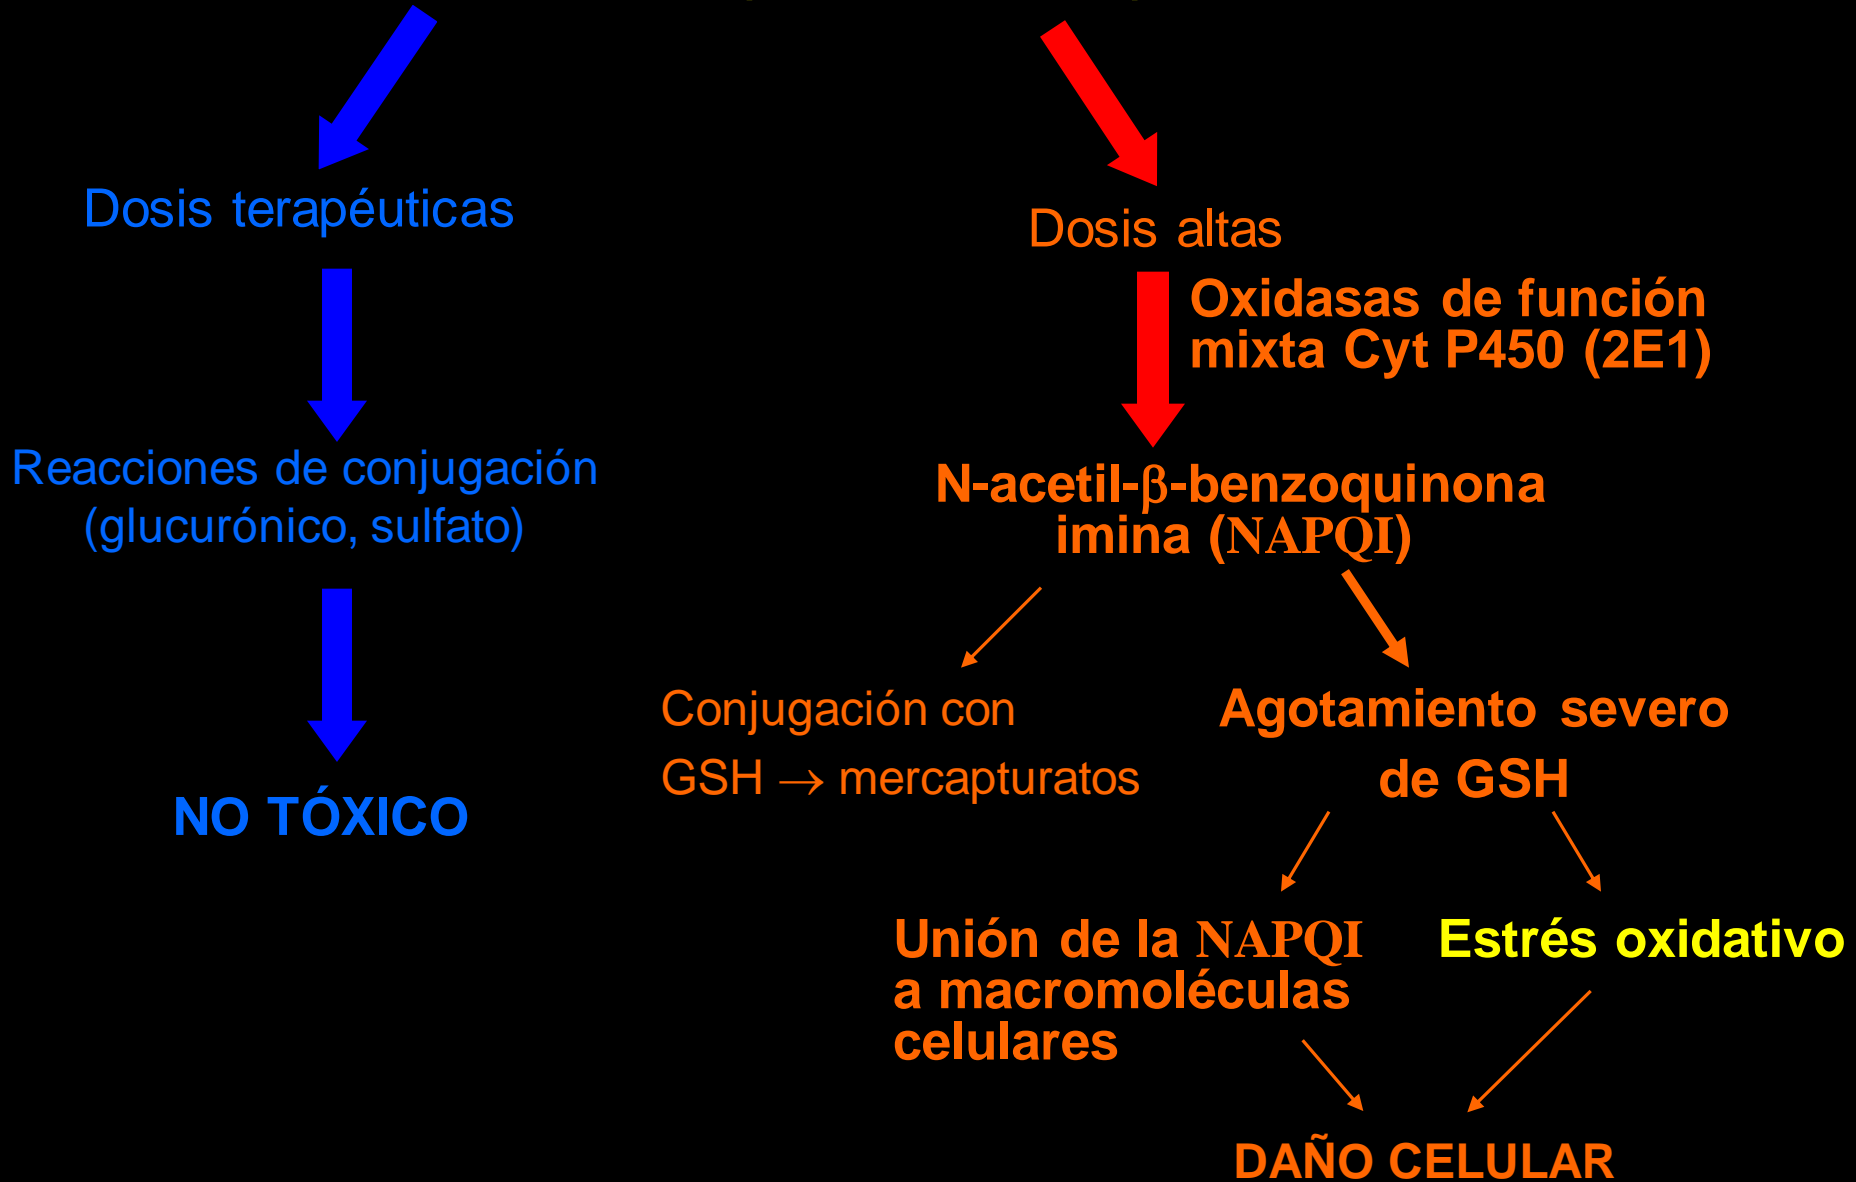 Dosis terapéuticas
Dosis altas
Oxidasas de función
mixta Cyt P450 (2E1)
Reacciones de conjugación
(glucurónico, sulfato)
N-acetil-β-benzoquinona
imina (NAPQI)
Conjugación con
GSH → mercapturatos
Agotamiento severo
de GSH
NO TÓXICO
Unión de la NAPQI
a macromoléculas
celulares
Estrés oxidativo
DAÑO CELULAR